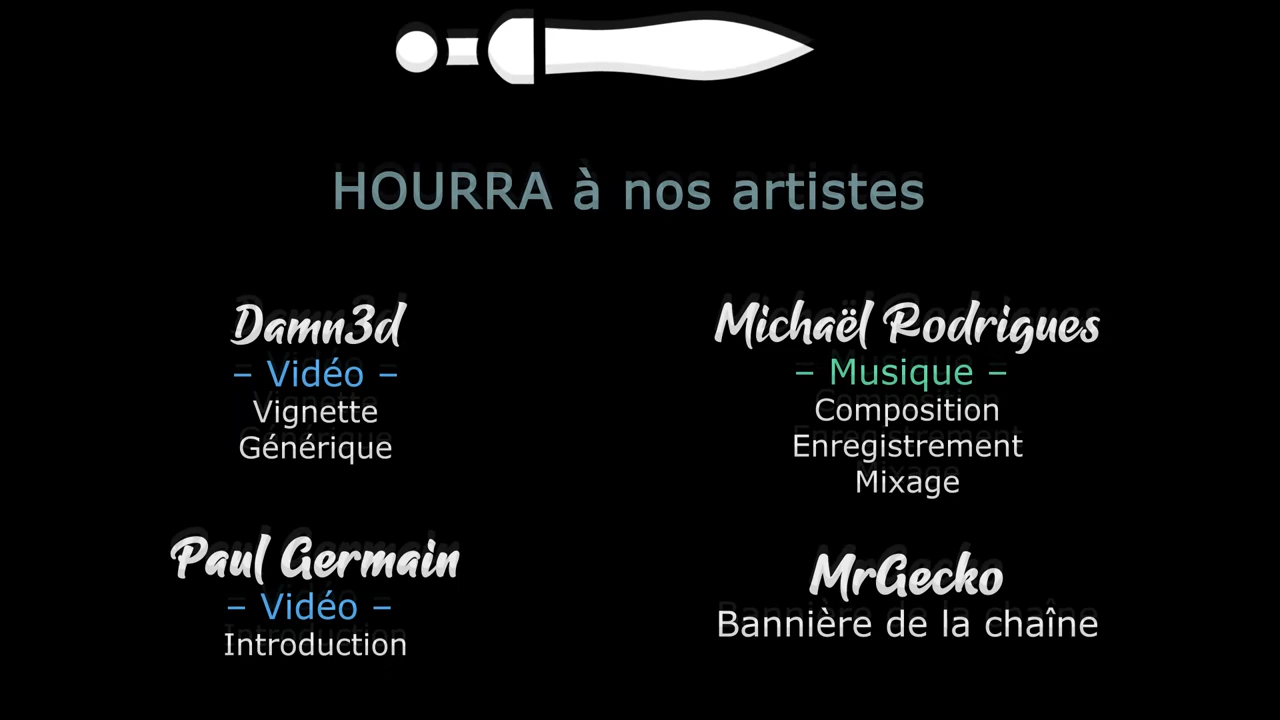 HOURRA à nos artistes
Damn3d
– Vidéo –
Vignette
Générique
Michaël Rodrigues
– Musique –
Composition
Enregistrement
Mixage
Paul Germain
– Vidéo –
Introduction
MrGecko
Bannière de la chaîne